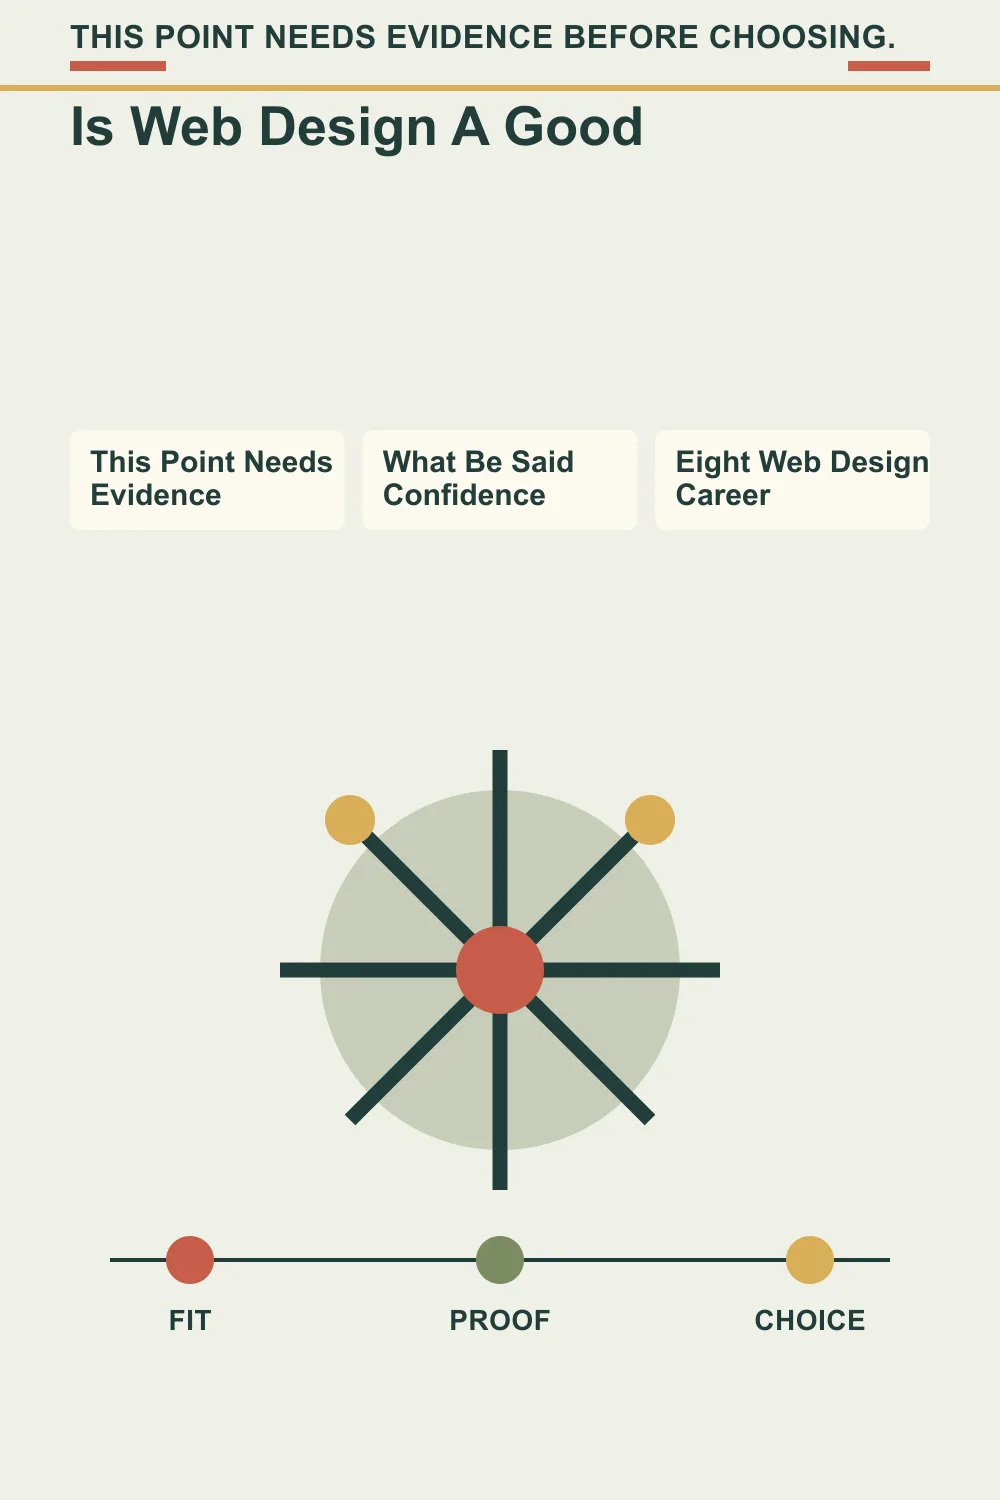 THIS POINT NEEDS EVIDENCE BEFORE CHOOSING.
Is Web Design A Good
This Point Needs
Evidence
What Be Said
Confidence
Eight Web Design
Career
FIT
PROOF
CHOICE